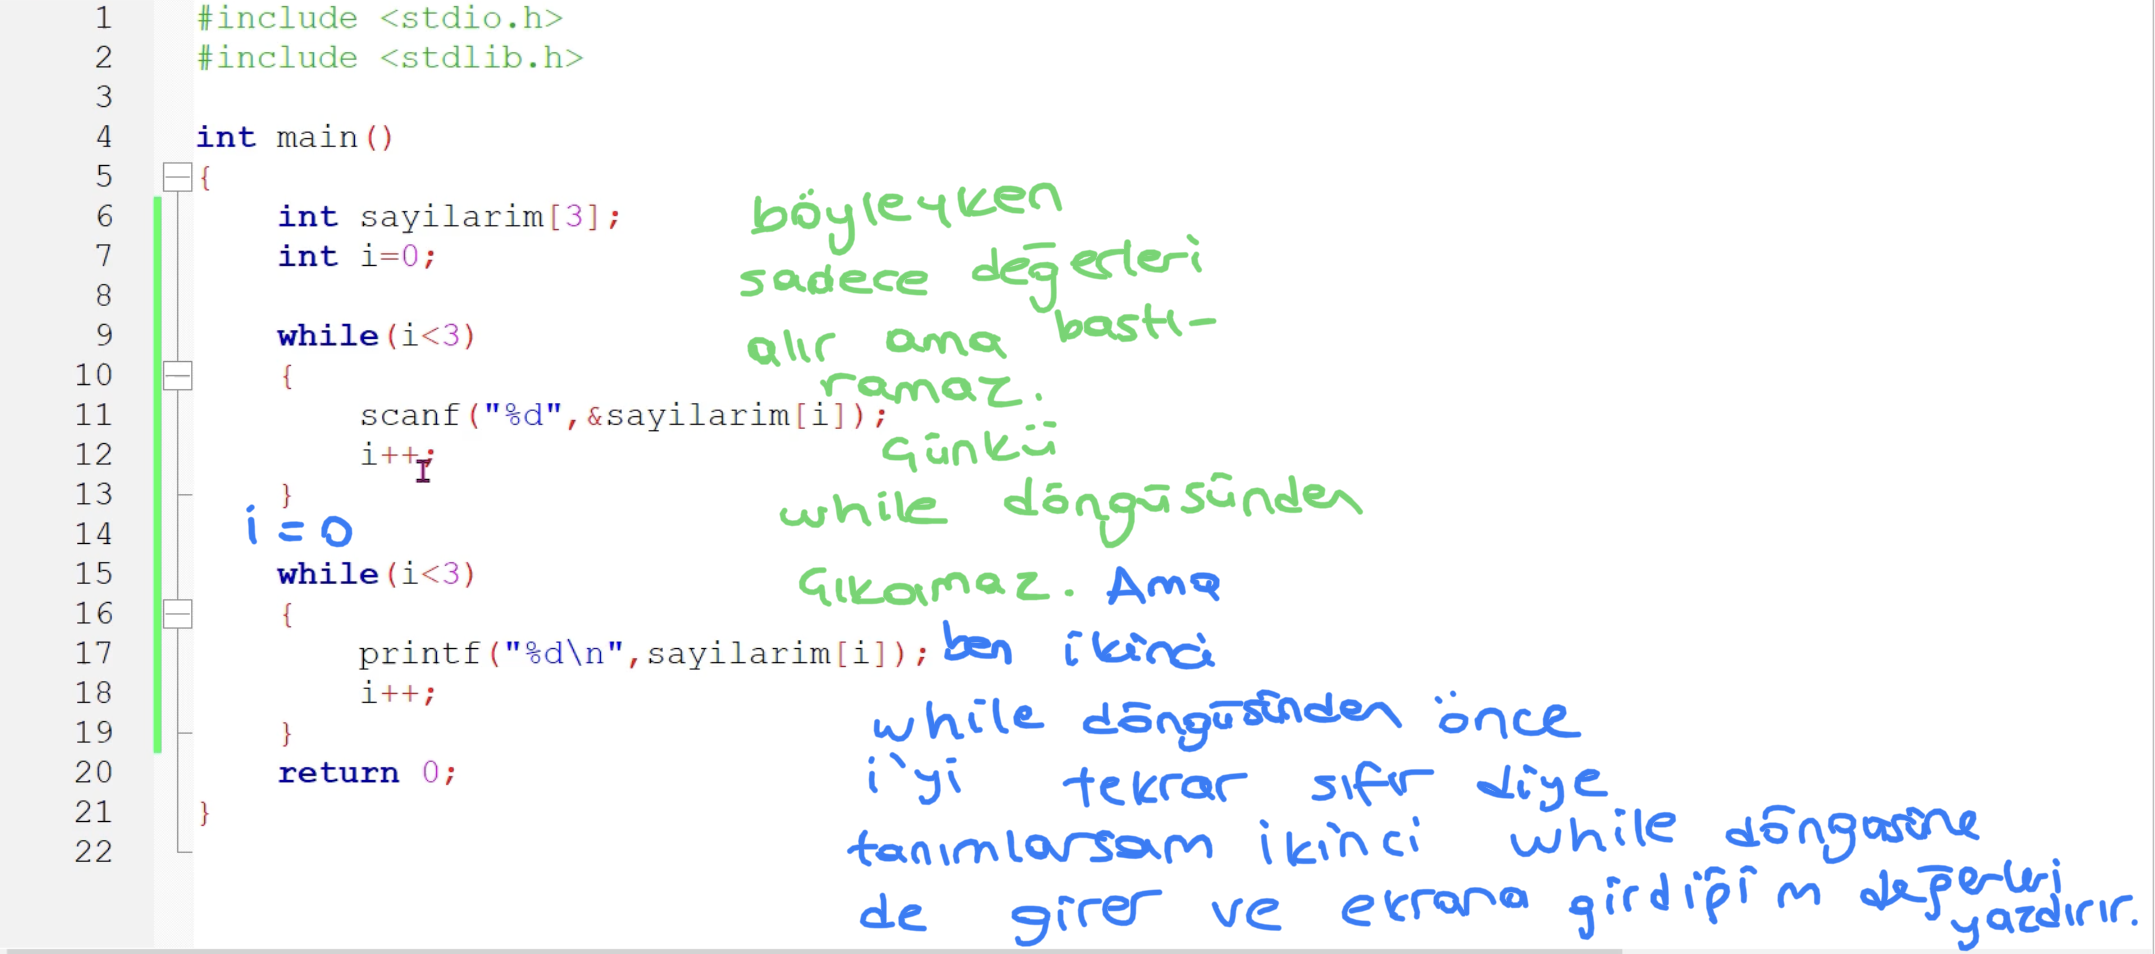 1 #include <stdio.h>
2 #include <stdlib.h>
3
4 int main()
5 {
6 int sayilarim[3];
7 int i=0;
8
9 while(i<3)
10 {
11 scanf("%d",&sayilarim[i]);
12 i++;
13 }
14 i = 0
15 while(i<3)
16 {
17 printf("%d\n",sayilarim[i]);
18 i++;
19 }
20 return 0;
21 }
22
böyleyken
sadece değerleri
alır ama bastı-
ramaz.
Çünkü
while döngüsünden
çıkamaz. Ama
ben ikinci
while döngüsünden önce
i'yi tekrar sıfır diye
tanımlarsam ikinci while döngüsüne
de girer ve ekrana girdiğim değerleri
yazdırır.